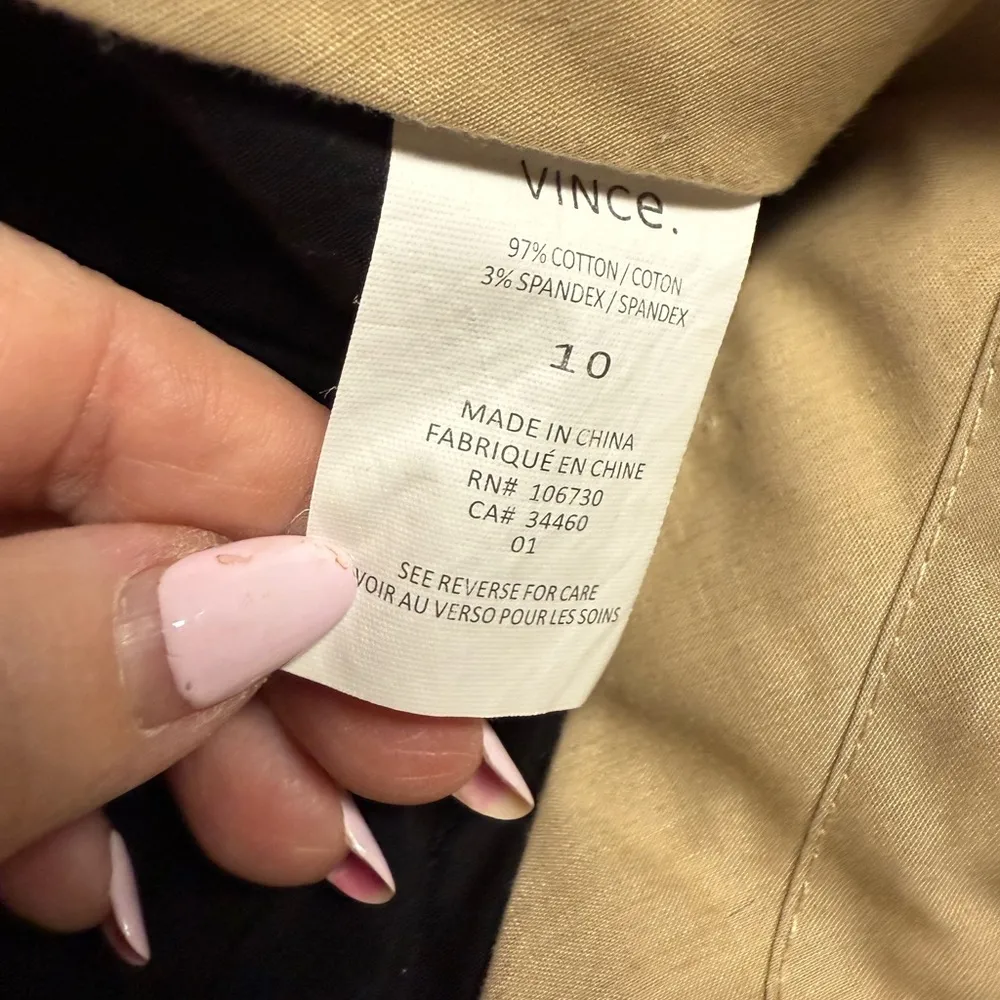 VINCe.
97% COTTON / COTON
3% SPANDEX / SPANDEX
10
MADE IN CHINA
FABRIQUÉ EN CHINE
RN# 106730
CA# 34460
01
SEE REVERSE FOR CARE
VOIR AU VERSO POUR LES SOINS